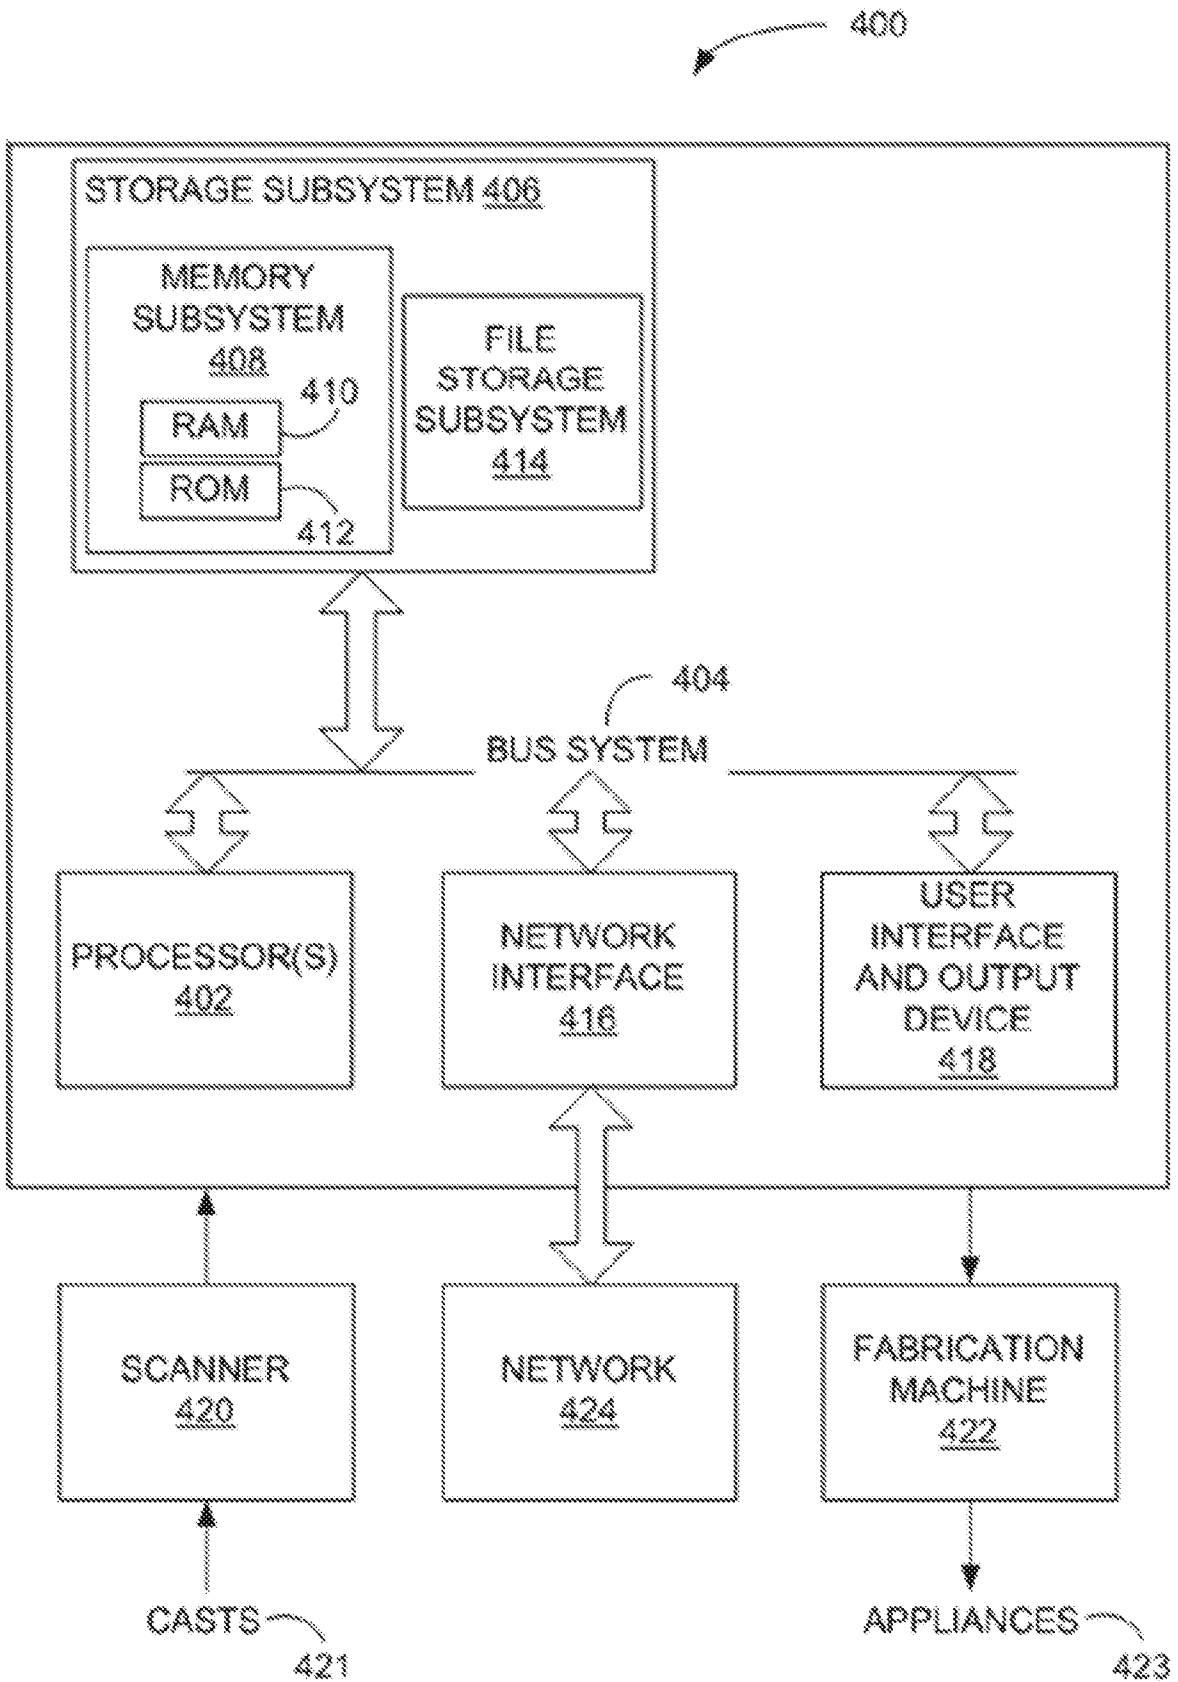 400
STORAGE SUBSYSTEM 406
MEMORY
SUBSYSTEM
408
410
RAM
ROM
412
FILE
STORAGE
SUBSYSTEM
414
404
BUS SYSTEM
PROCESSOR(S)
402
NETWORK
INTERFACE
416
USER
INTERFACE
AND OUTPUT
DEVICE
418
SCANNER
420
NETWORK
424
FABRICATION
MACHINE
422
CASTS
421
APPLIANCES
423